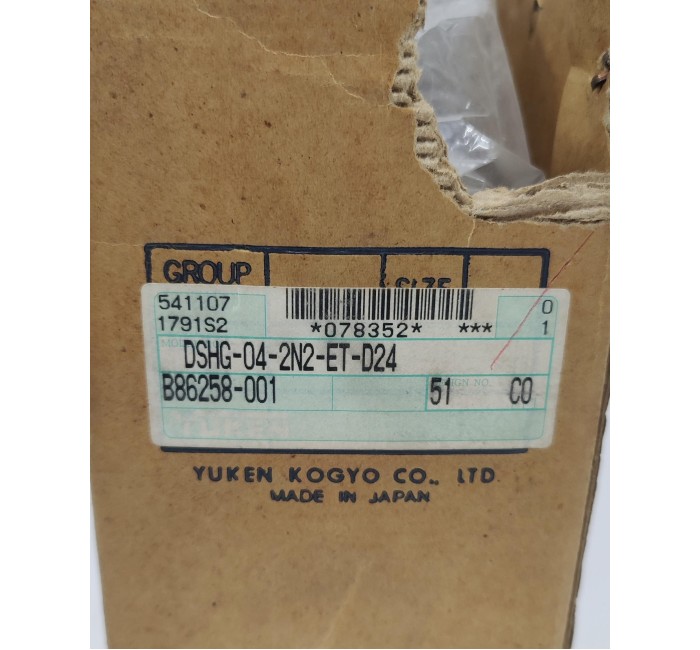 GROUP SIZE
541107 0
1791S2 *078352* *** 1
DSHG-04-2N2-ET-D24
B86258-001 51 CO
YUKEN KOGYO CO., LTD.
MADE IN JAPAN